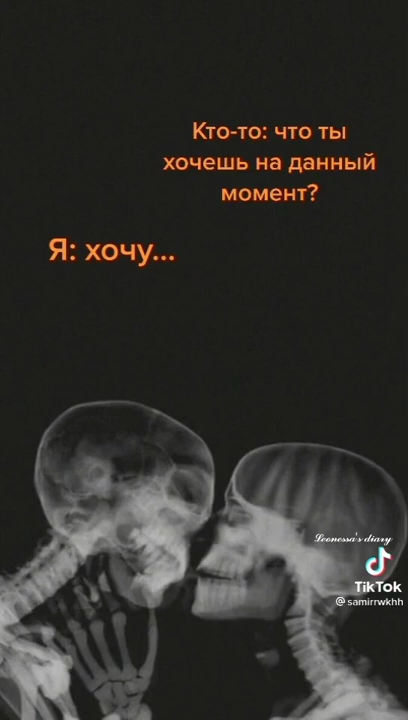 Кто-то: что ты
хочешь на данный
момент?
Я: хочу...
Leonessa's diary
TikTok
@samirrwkhh